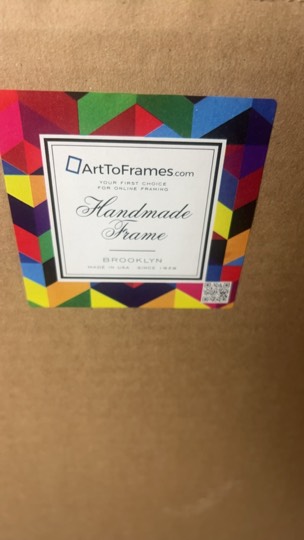 ArtToFrames.com
YOUR FIRST CHOICE
FOR ONLINE FRAMING
Handmade
Frame
BROOKLYN
MADE IN USA SINCE 1928